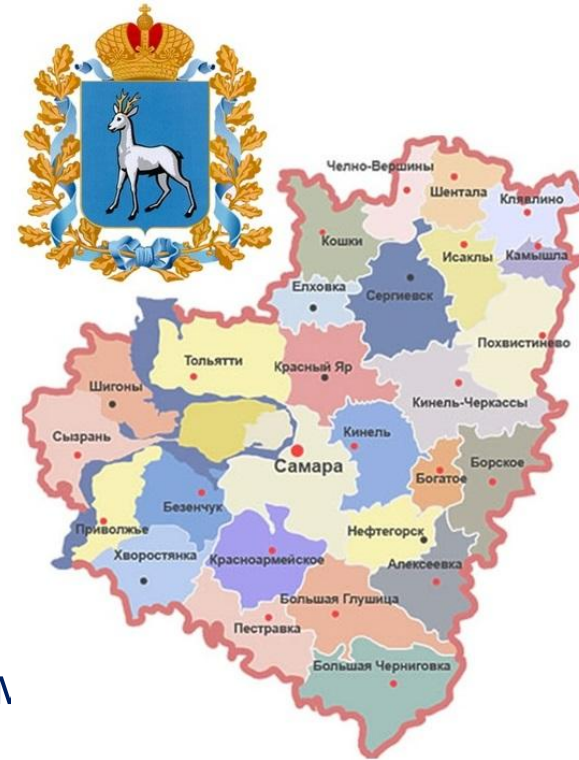 Челно-Вершины
Шентала
Клявлино
Кошки
Исаклы
Камышла
Елховка
Сергиевск
Похвистинево
Тольятти
Красный Яр
Шигоны
Кинель-Черкассы
Сызрань
Кинель
Самара
Богатое
Борское
Безенчук
Приволжье
Нефтегорск
Хворостянка
Красноармейское
Алексеевка
Большая Глушица
Пестравка
Большая Черниговка